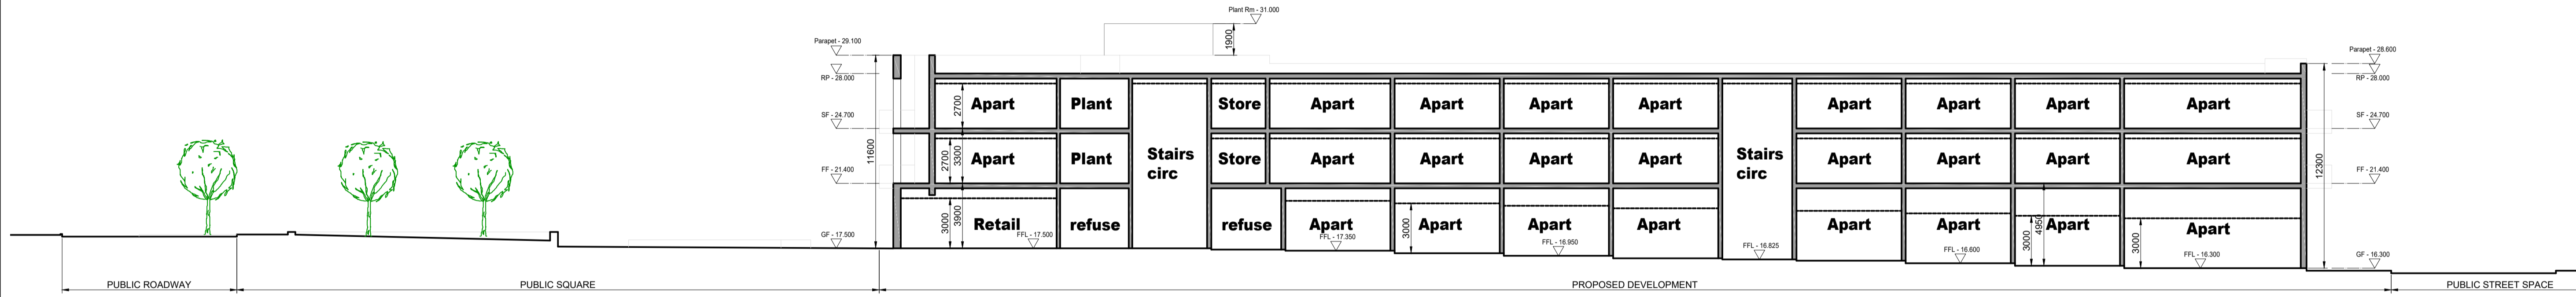 Plant Rm - 31.000
1900
Parapet - 29.100
RP - 28.000
SF - 24.700
FF - 21.400
GF - 17.500
11600
Parapet - 28.600
RP - 28.000
SF - 24.700
FF - 21.400
GF - 16.300
12300
2700
Apart
Plant
Store
Apart
Apart
Apart
Apart
Apart
Apart
Apart
Apart
2700
3300
Apart
Plant
Stairs
circ
Store
Apart
Apart
Apart
Apart
Stairs
circ
Apart
Apart
Apart
Apart
3000
3900
Retail
FFL - 17.500
refuse
refuse
Apart
FFL - 17.350
3000
Apart
Apart
FFL - 16.950
Apart
FFL - 16.825
Apart
Apart
FFL - 16.600
3000
4950
Apart
3000
Apart
FFL - 16.300
PUBLIC ROADWAY
PUBLIC SQUARE
PROPOSED DEVELOPMENT
PUBLIC STREET SPACE